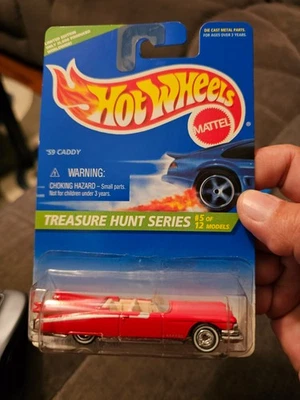 DIE CAST METAL PARTS.
FOR AGES OVER 3 YEARS.
HOT WHEELS
MATTEL
'59 CADDY
WARNING:
CHOKING HAZARD – Small parts.
Not for children under 3 years.
TREASURE HUNT SERIES #5 OF
12 MODELS